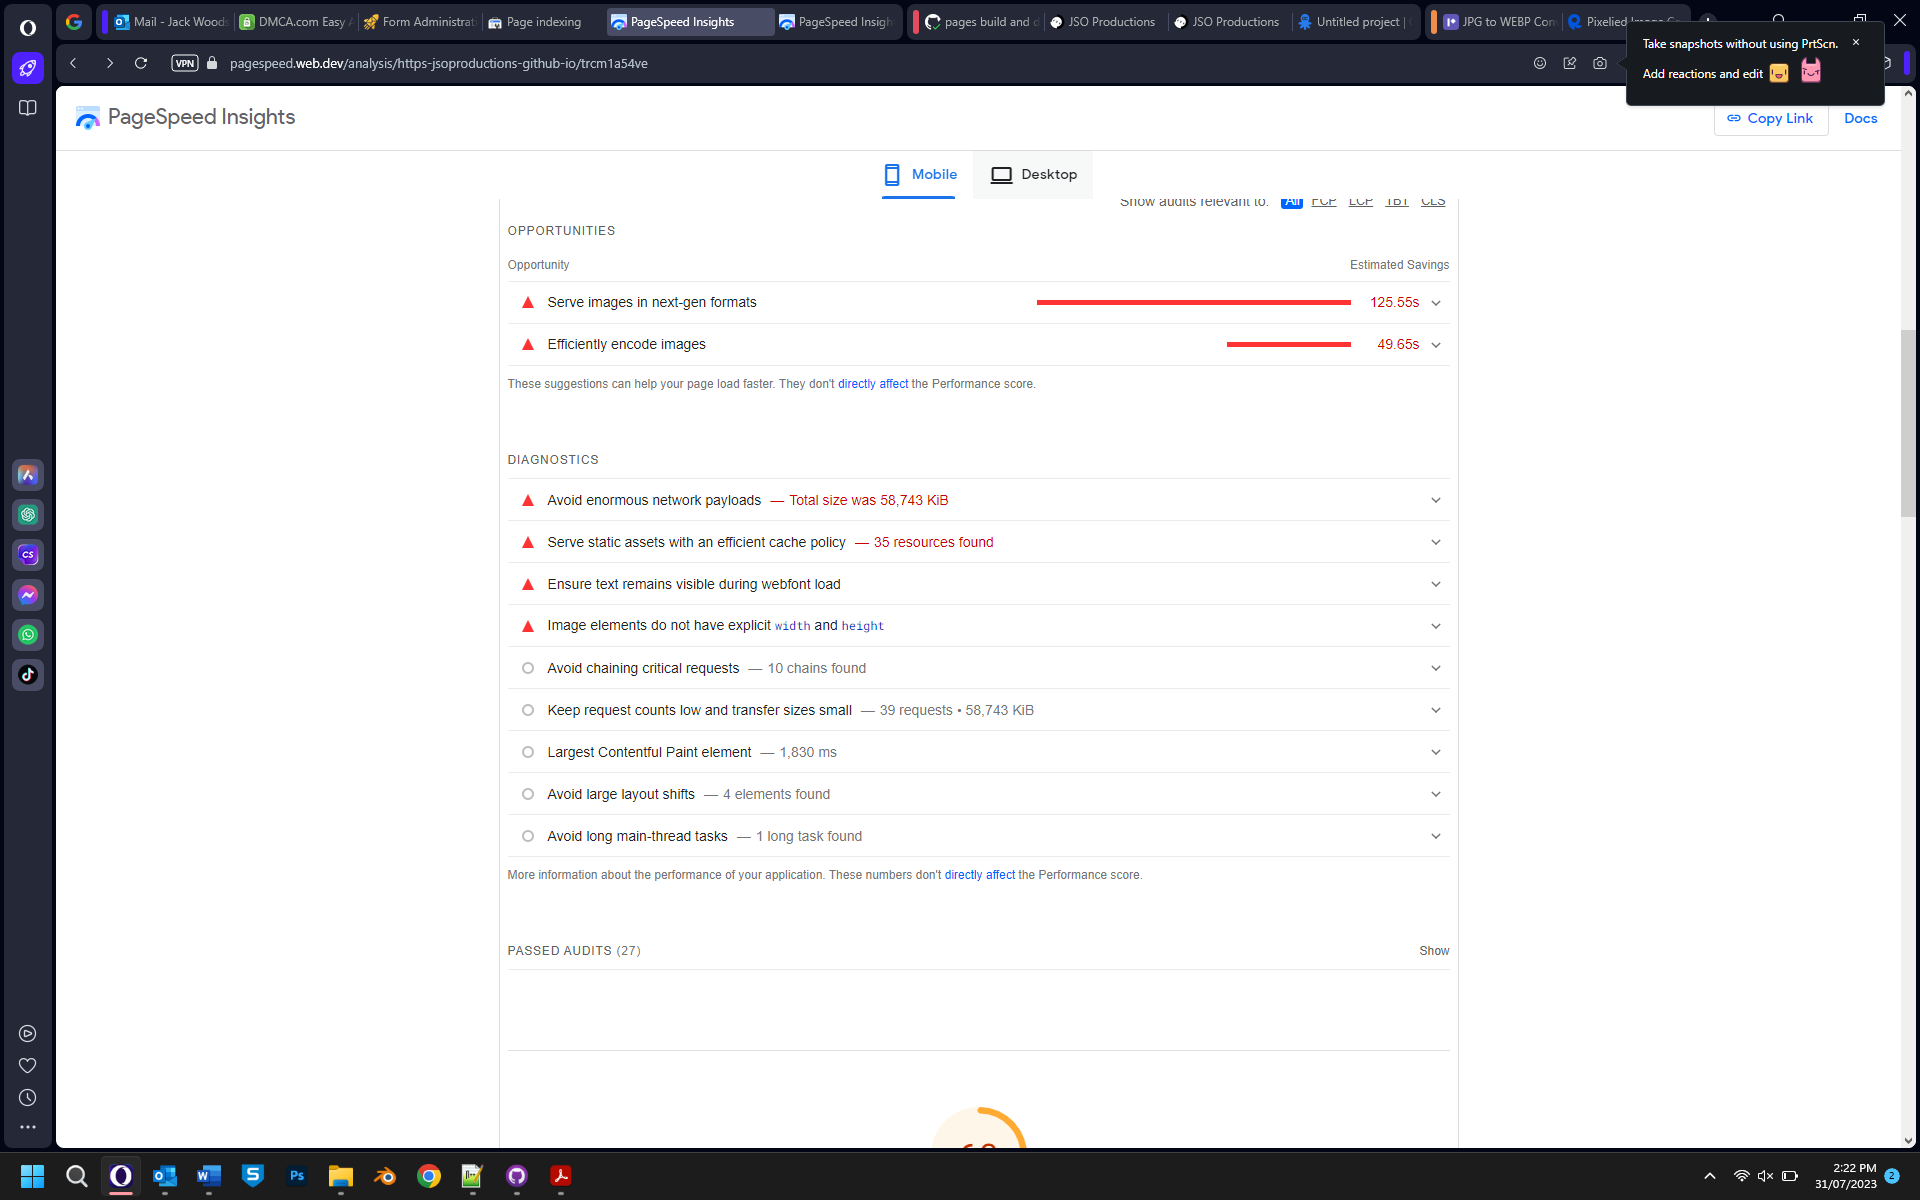 Mail - Jack Woods
DMCA.com Easy A
Form Administrat
Page indexing
PageSpeed Insights
PageSpeed Insigh
pages build and d
JSO Productions
JSO Productions
Untitled project |
JPG to WEBP Con
Pixelied Image Co
VPN
pagespeed.web.dev/analysis/https-jsoproductions-github-io/trcm1a54ve
Take snapshots without using PrtScn.
Add reactions and edit
PageSpeed Insights
Copy Link
Docs
Mobile
Desktop
Show audits relevant to: All FCP LCP TBT CLS
OPPORTUNITIES
Opportunity
Estimated Savings
Serve images in next-gen formats
125.55s
Efficiently encode images
49.65s
These suggestions can help your page load faster. They don't directly affect the Performance score.
DIAGNOSTICS
Avoid enormous network payloads — Total size was 58,743 KiB
Serve static assets with an efficient cache policy — 35 resources found
Ensure text remains visible during webfont load
Image elements do not have explicit width and height
Avoid chaining critical requests — 10 chains found
Keep request counts low and transfer sizes small — 39 requests • 58,743 KiB
Largest Contentful Paint element — 1,830 ms
Avoid large layout shifts — 4 elements found
Avoid long main-thread tasks — 1 long task found
More information about the performance of your application. These numbers don't directly affect the Performance score.
PASSED AUDITS (27)
Show
CS
S
Ps
2:22 PM
31/07/2023
2